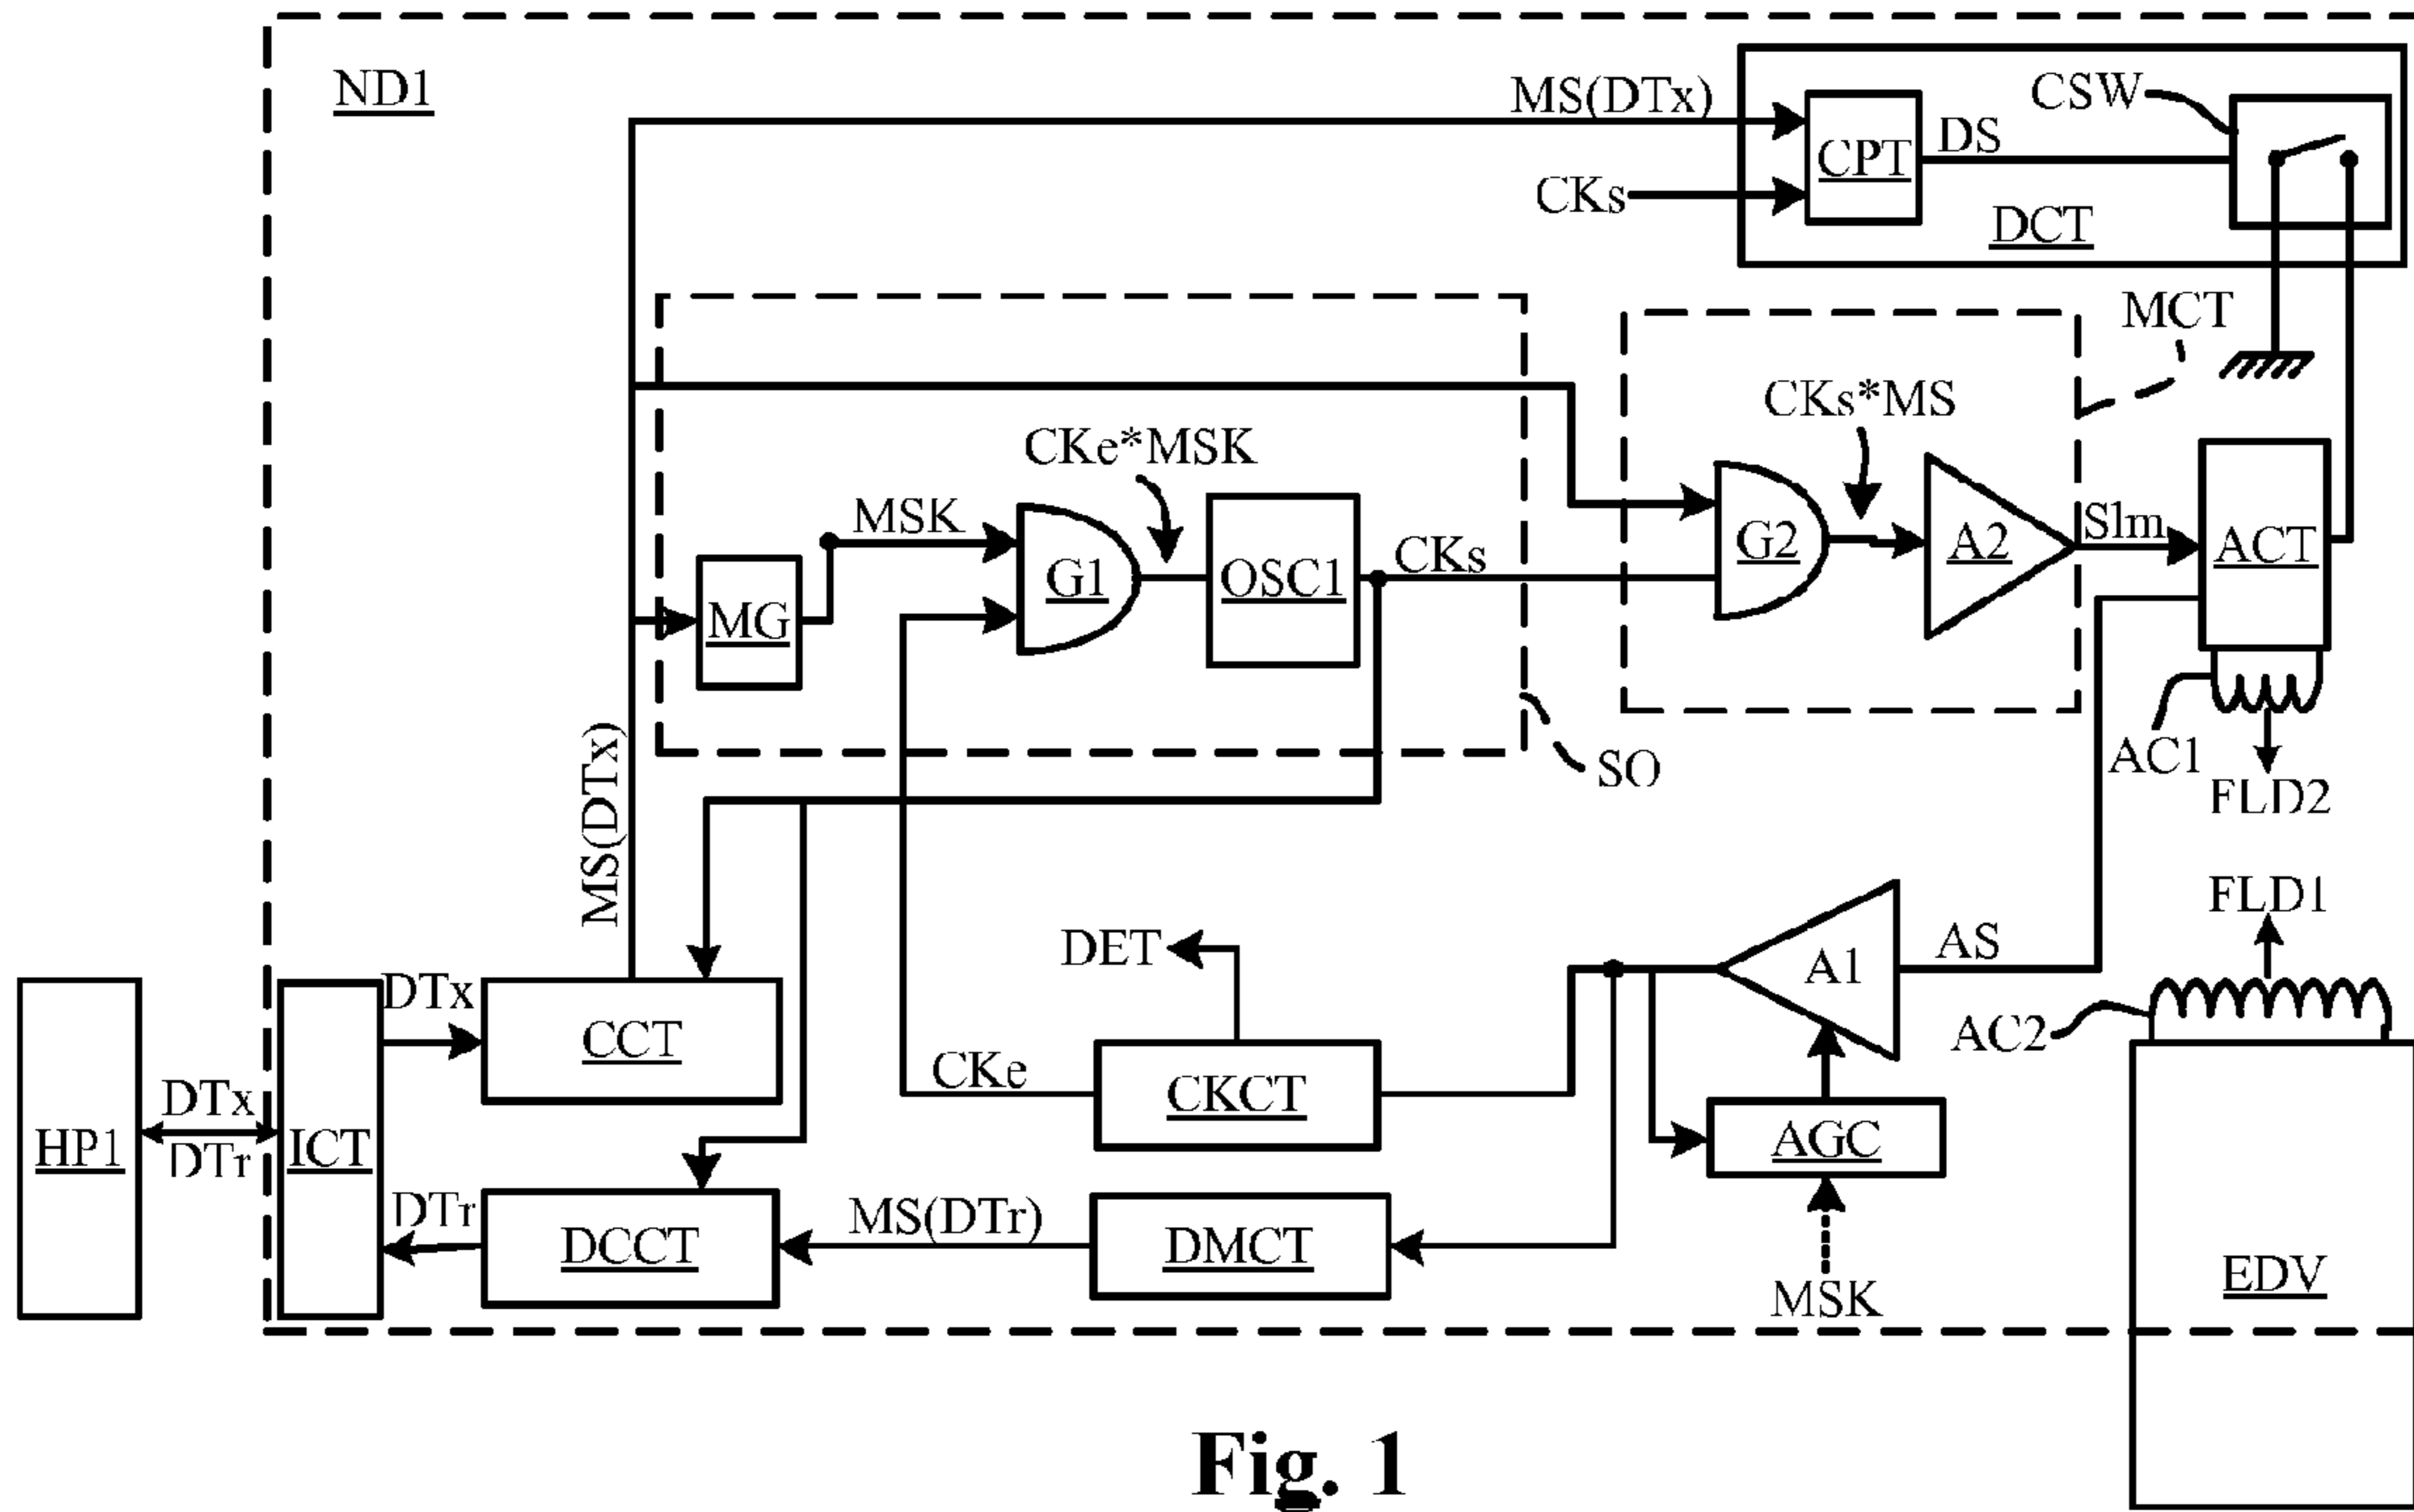 ND1
MS(DTx)
CSW
CPT
DS
CKs
DCT
MCT
CKs*MS
CKe*MSK
MSK
G1
OSC1
CKs
G2
A2
Slm
ACT
MG
MS(DTx)
SO
AC1
FLD2
FLD1
DET
A1
AS
DTx
CCT
AC2
CKe
CKCT
DTx
HP1
DTr
ICT
AGC
DTr
DCCT
MS(DTr)
DMCT
MSK
EDV
Fig. 1